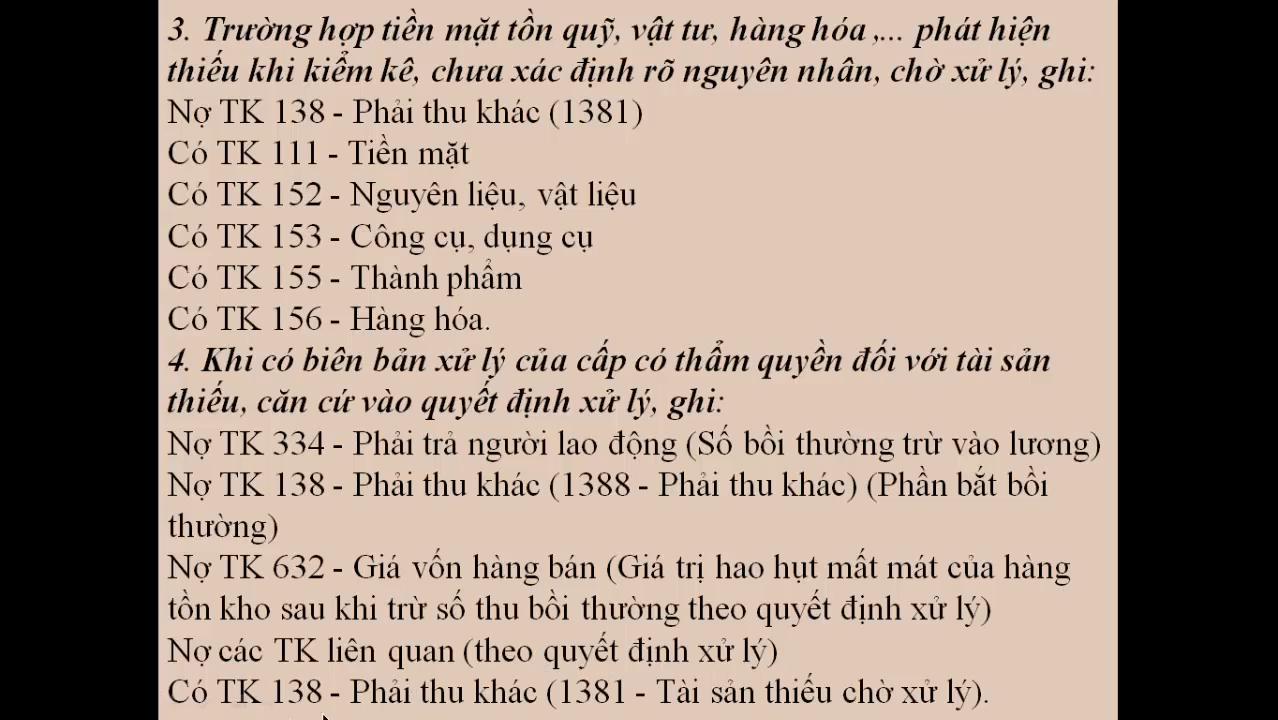 3. Trường hợp tiền mặt tồn quỹ, vật tư, hàng hóa ,... phát hiện
thiếu khi kiểm kê, chưa xác định rõ nguyên nhân, chờ xử lý, ghi:
Nợ TK 138 - Phải thu khác (1381)
Có TK 111 - Tiền mặt
Có TK 152 - Nguyên liệu, vật liệu
Có TK 153 - Công cụ, dụng cụ
Có TK 155 - Thành phẩm
Có TK 156 - Hàng hóa.
4. Khi có biên bản xử lý của cấp có thẩm quyền đối với tài sản
thiếu, căn cứ vào quyết định xử lý, ghi:
Nợ TK 334 - Phải trả người lao động (Số bồi thường trừ vào lương)
Nợ TK 138 - Phải thu khác (1388 - Phải thu khác) (Phần bắt bồi
thường)
Nợ TK 632 - Giá vốn hàng bán (Giá trị hao hụt mất mát của hàng
tồn kho sau khi trừ số thu bồi thường theo quyết định xử lý)
Nợ các TK liên quan (theo quyết định xử lý)
Có TK 138 - Phải thu khác (1381 - Tài sản thiếu chờ xử lý).